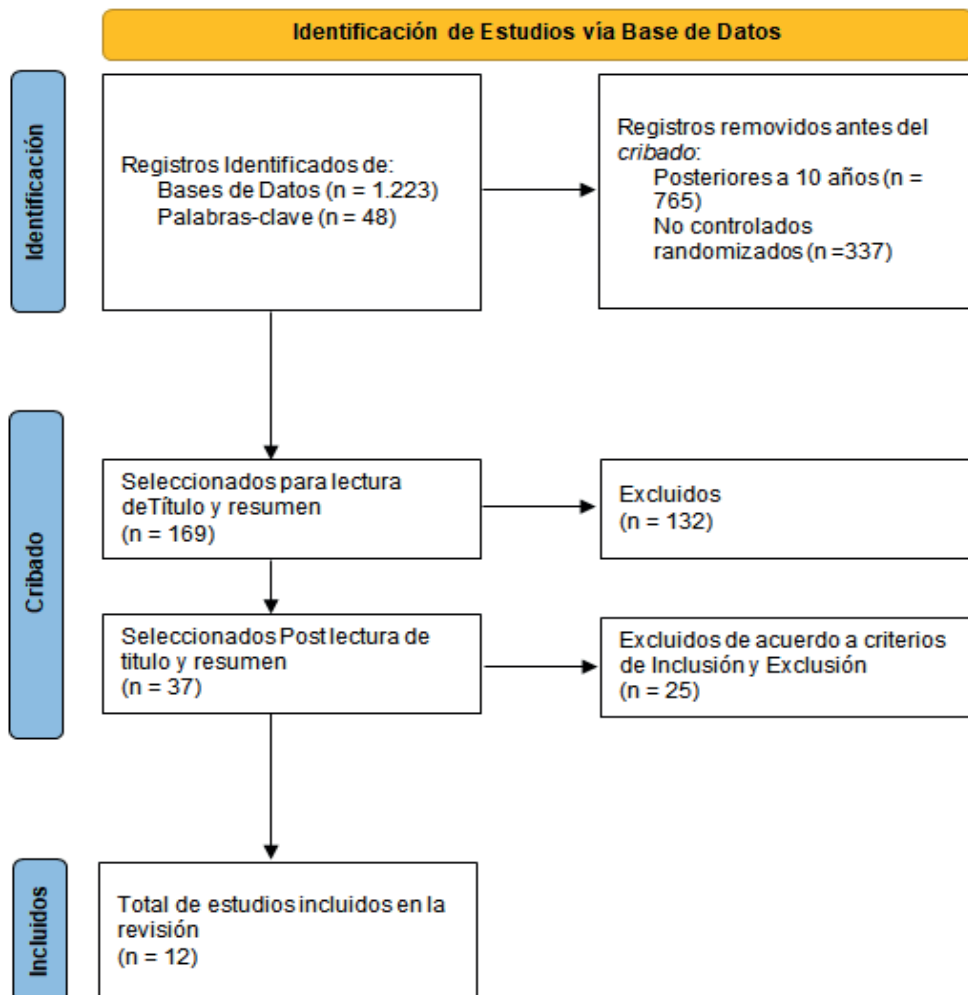 Identificación de Estudios vía Base de Datos
Identificación
Registros Identificados de:
Bases de Datos (n = 1.223)
Palabras-clave (n = 48)
Registros removidos antes del
cribado:
Posteriores a 10 años (n =
765)
No controlados
randomizados (n =337)
Cribado
Seleccionados para lectura
deTítulo y resumen
(n = 169)
Excluidos
(n = 132)
Seleccionados Post lectura de
titulo y resumen
(n = 37)
Excluidos de acuerdo a criterios
de Inclusión y Exclusión
(n = 25)
Incluidos
Total de estudios incluidos en la
revisión
(n = 12)